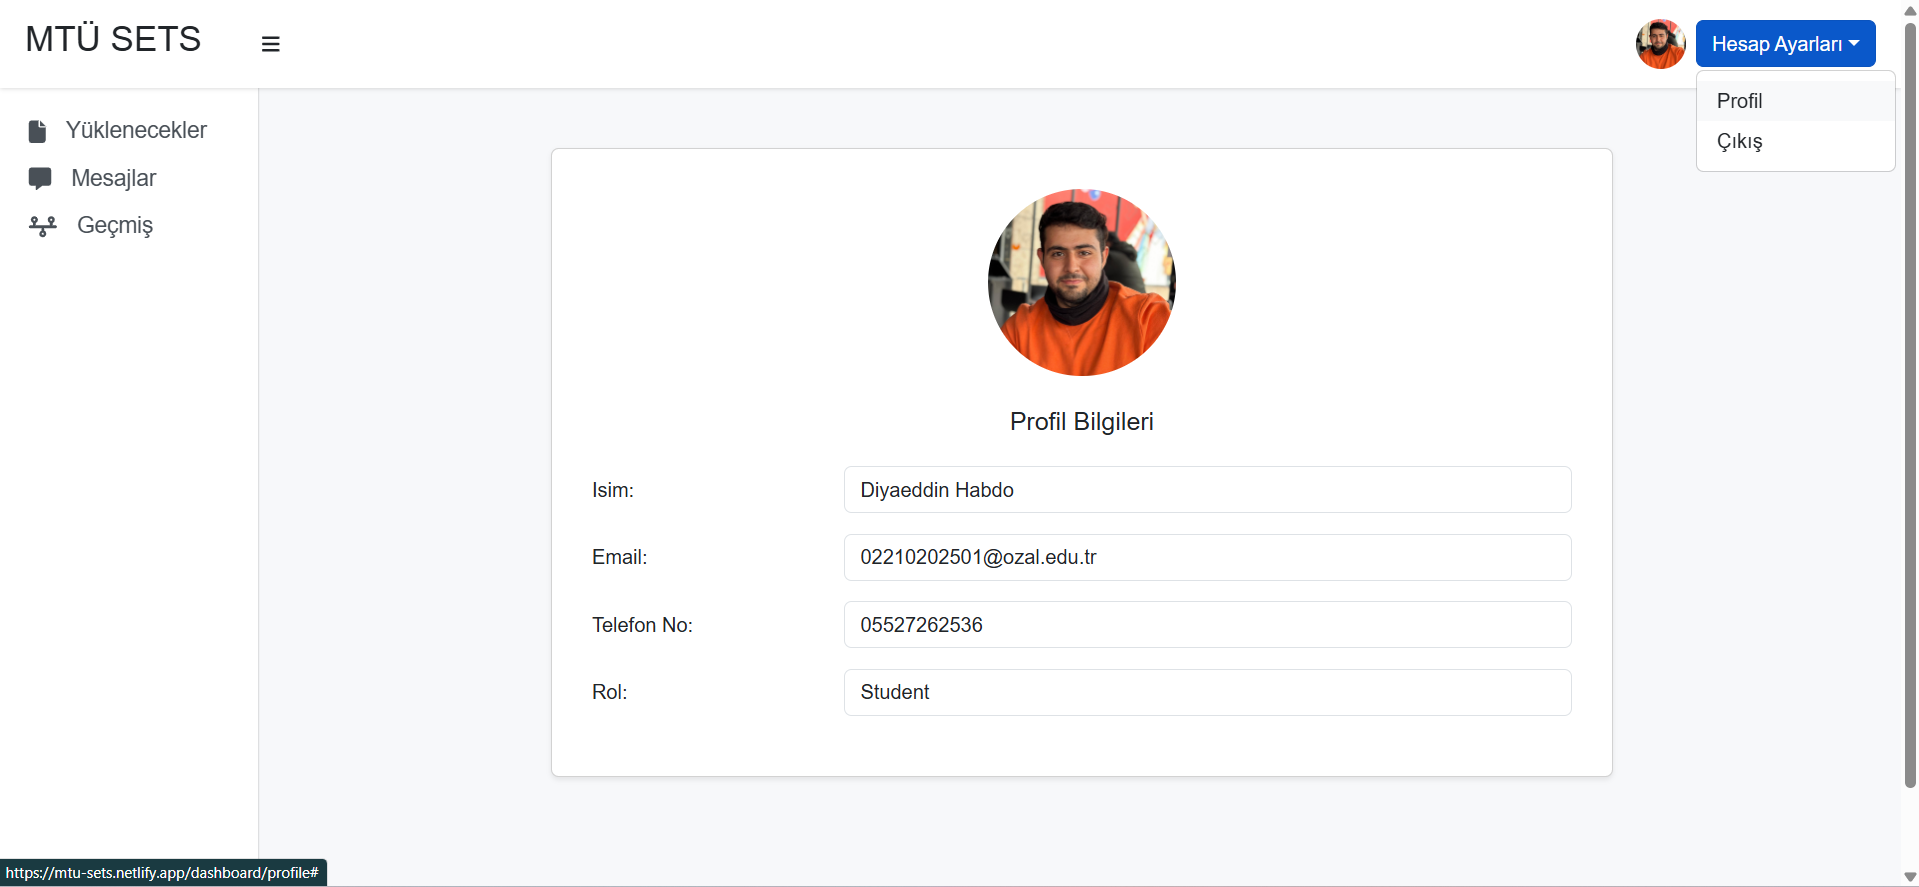 MTÜ SETS
Hesap Ayarları
Profil
Çıkış
Yüklenecekler
Mesajlar
Geçmiş
Profil Bilgileri
Isim:
Diyaeddin Habdo
Email:
02210202501@ozal.edu.tr
Telefon No:
05527262536
Rol:
Student
https://mtu-sets.netlify.app/dashboard/profile#